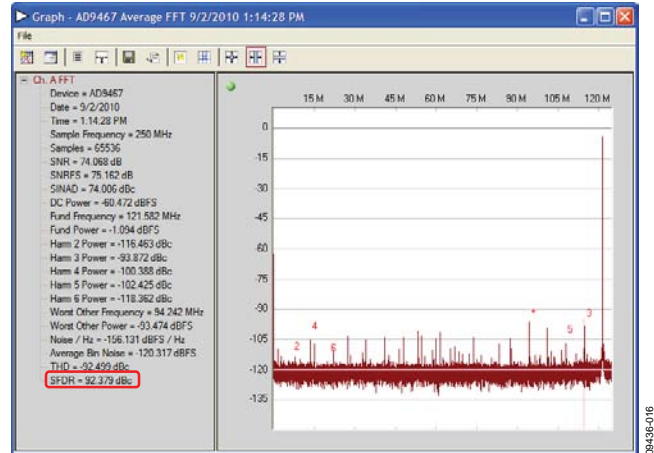 Graph - AD9467 Average FFT 9/2/2010 1:14:28 PM
File
Ch. A FFT
Device = AD9467
Date = 9/2/2010
Time = 1:14:28 PM
Sample Frequency = 250 MHz
Samples = 65536
SNR = 74.068 dB
SNRFS = 75.162 dB
SINAD = 74.006 dBc
DC Power = -60.472 dBFS
Fund Frequency = 121.582 MHz
Fund Power = -1.094 dBFS
Harm 2 Power = -116.463 dBc
Harm 3 Power = -93.872 dBc
Harm 4 Power = -100.388 dBc
Harm 5 Power = -102.425 dBc
Harm 6 Power = -118.362 dBc
Worst Other Frequency = 94.242 MHz
Worst Other Power = -93.474 dBFS
Noise / Hz = -156.131 dBFS / Hz
Average Bin Noise = -120.317 dBFS
THD = -92.499 dBc
SFDR = 92.379 dBc
15 M 30 M 45 M 60 M 75 M 90 M 105 M 120 M
0
-15
-30
-45
-60
-75
-90
-105
-120
-135
2
4
6
*
5
3
09436-016